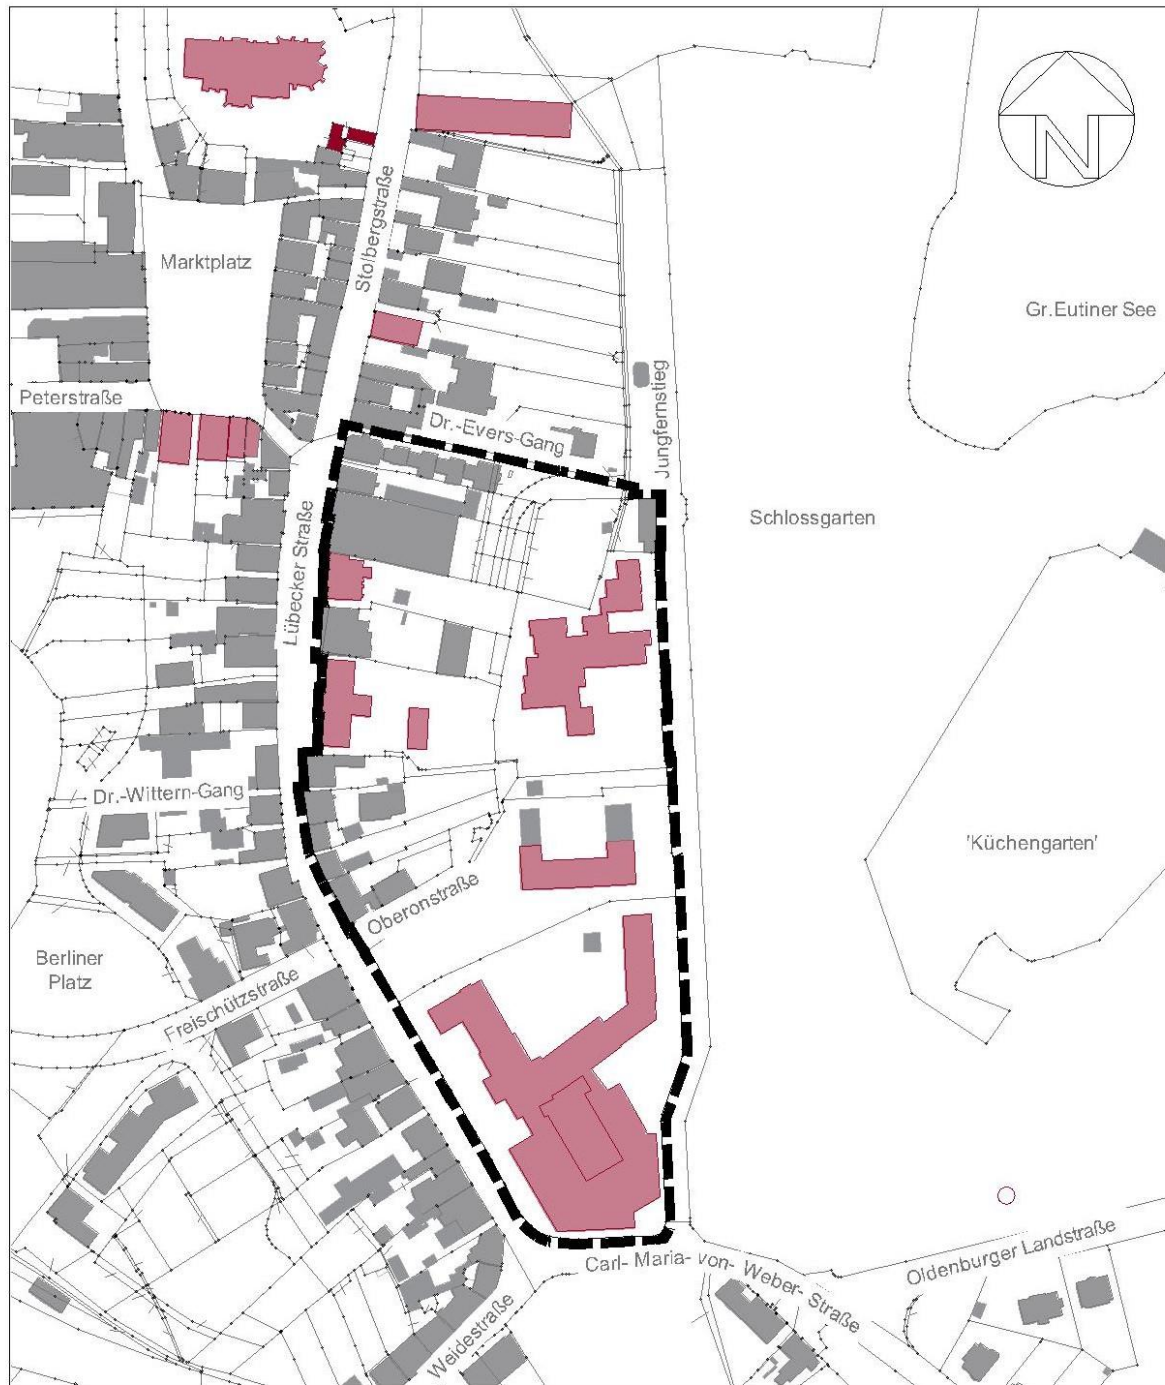 N
Marktplatz
Stolbergstraße
Gr.Eutiner See
Peterstraße
Dr.-Evers-Gang
Jungfernstieg
Schlossgarten
Lübecker Straße
Dr.-Wittern-Gang
'Küchengarten'
Oberonstraße
Berliner
Platz
Freischützstraße
Carl- Maria- von- Weber- Straße
Oldenburger Landstraße
Weidestraße